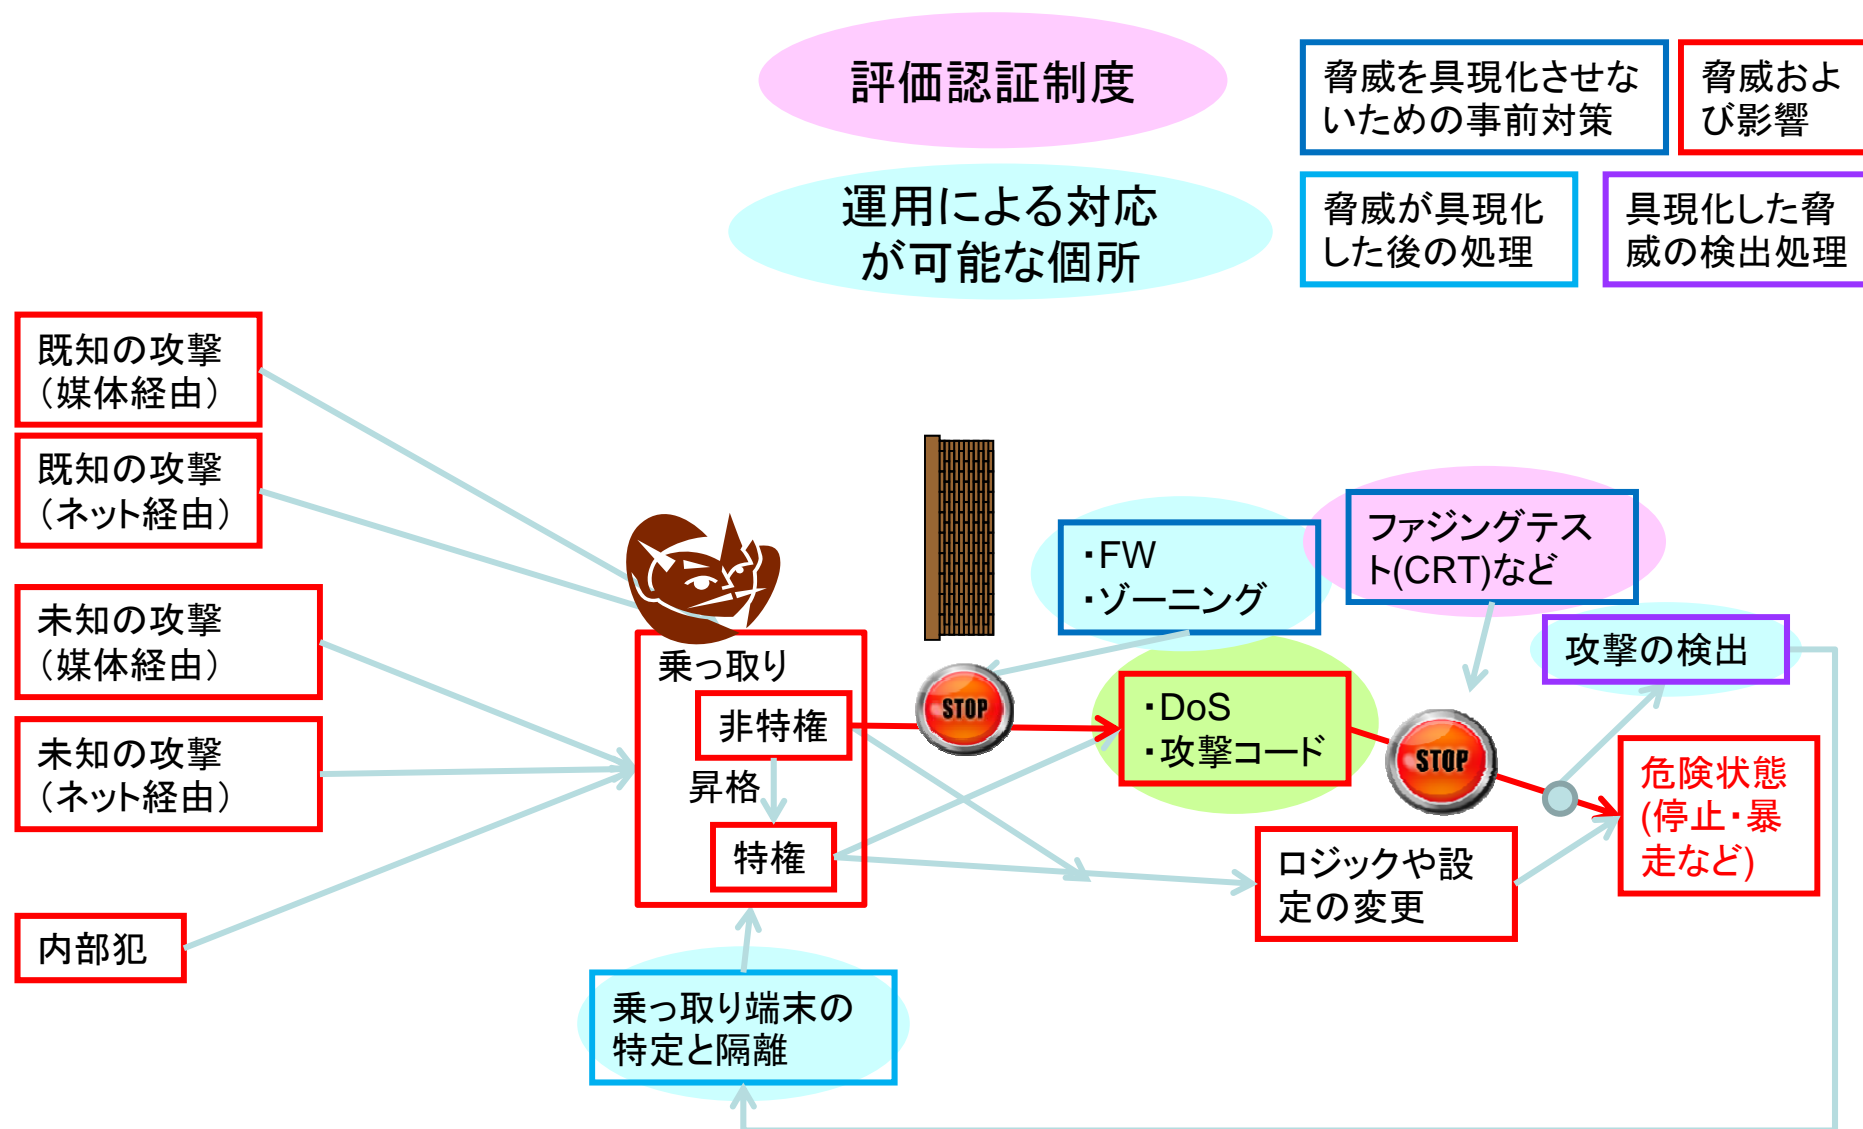 評価認証制度
脅威を具現化させな
いための事前対策
脅威およ
び影響
運用による対応
が可能な個所
脅威が具現化
した後の処理
具現化した脅
威の検出処理
既知の攻撃
（媒体経由）
既知の攻撃
（ネット経由）
未知の攻撃
（媒体経由）
未知の攻撃
（ネット経由）
内部犯
乗っ取り
非特権
昇格
特権
STOP
・FW
・ゾーニング
ファジングテス
ト(CRT)など
・DoS
・攻撃コード
STOP
攻撃の検出
危険状態
(停止・暴
走など)
ロジックや設
定の変更
乗っ取り端末の
特定と隔離